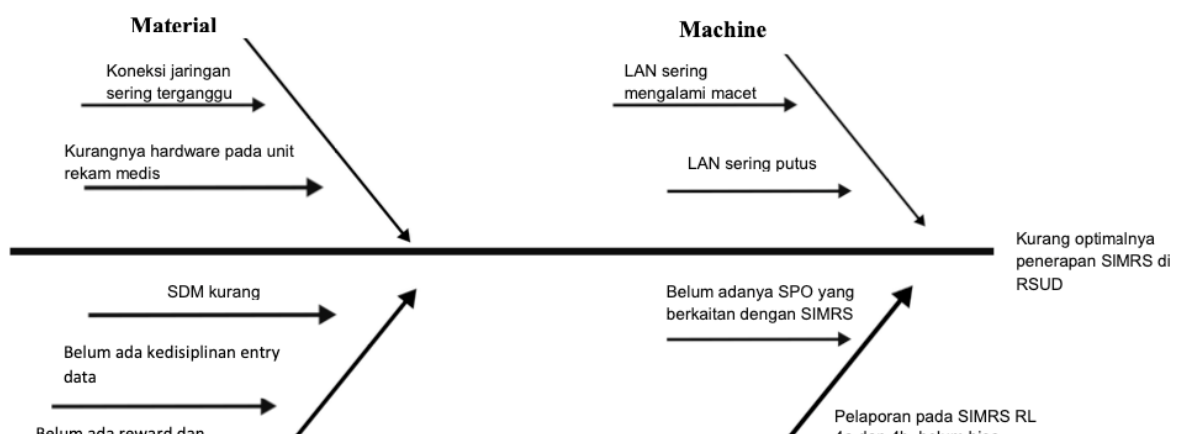 Material
Machine
Koneksi jaringan
sering terganggu
LAN sering
mengalami macet
Kurangnya hardware pada unit
rekam medis
LAN sering putus
Kurang optimalnya
penerapan SIMRS di
RSUD
SDM kurang
Belum adanya SPO yang
berkaitan dengan SIMRS
Belum ada kedisiplinan entry
data
Belum ada reward dan
Pelaporan pada SIMRS RL